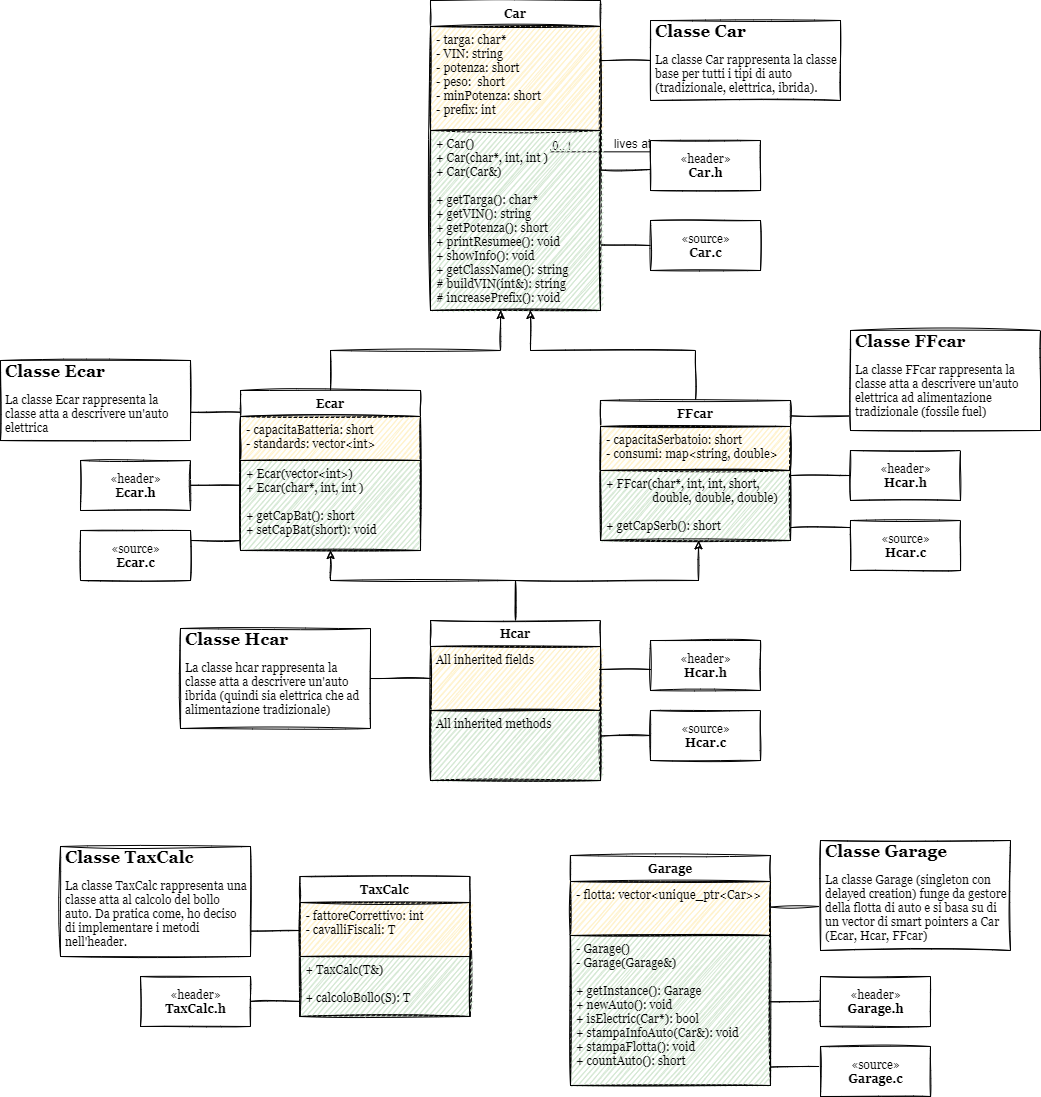 Car
- targa: char*
- VIN: string
- potenza: short
- peso:  short
- minPotenza: short
- prefix: int
+ Car()
+ Car(char*, int, int )
+ Car(Car&)
+ getTarga(): char*
+ getVIN(): string
+ getPotenza(): short
+ printResumee(): void
+ showInfo(): void
+ getClassName(): string
# buildVIN(int&): string
# increasePrefix(): void
0..1
lives at
Classe Car
La classe Car rappresenta la classe
base per tutti i tipi di auto
(tradizionale, elettrica, ibrida).
«header»
Car.h
«source»
Car.c
Classe Ecar
La classe Ecar rappresenta la
classe atta a descrivere un'auto
elettrica
«header»
Ecar.h
«source»
Ecar.c
Ecar
- capacitaBatteria: short
- standards: vector<int>
+ Ecar(vector<int>)
+ Ecar(char*, int, int )
+ getCapBat(): short
+ setCapBat(short): void
FFcar
- capacitaSerbatoio: short
- consumi: map<string, double>
+ FFcar(char*, int, int, short,
double, double, double)
+ getCapSerb(): short
Classe FFcar
La classe FFcar rappresenta la
classe atta a descrivere un'auto
elettrica ad alimentazione
tradizionale (fossile fuel)
«header»
Hcar.h
«source»
Hcar.c
Classe Hcar
La classe hcar rappresenta la
classe atta a descrivere un'auto
ibrida (quindi sia elettrica che ad
alimentazione tradizionale)
Hcar
All inherited fields
All inherited methods
«header»
Hcar.h
«source»
Hcar.c
Classe TaxCalc
La classe TaxCalc rappresenta una
classe atta al calcolo del bollo
auto. Da pratica come, ho deciso
di implementare i metodi
nell'header.
«header»
TaxCalc.h
TaxCalc
- fattoreCorrettivo: int
- cavalliFiscali: T
+ TaxCalc(T&)
+ calcoloBollo(S): T
Garage
- flotta: vector<unique_ptr<Car>>
- Garage()
- Garage(Garage&)
+ getInstance(): Garage
+ newAuto(): void
+ isElectric(Car*): bool
+ stampaInfoAuto(Car&): void
+ stampaFlotta(): void
+ countAuto(): short
Classe Garage
La classe Garage (singleton con
delayed creation) funge da gestore
della flotta di auto e si basa su di
un vector di smart pointers a Car
(Ecar, Hcar, FFcar)
«header»
Garage.h
«source»
Garage.c